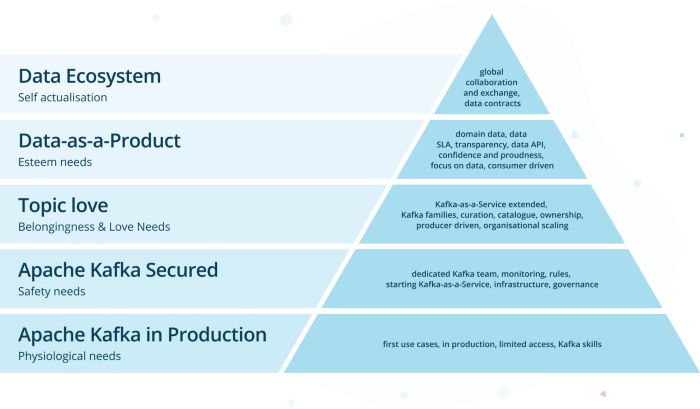 Data Ecosystem
Self actualisation
global
collaboration
and exchange,
data contracts
Data-as-a-Product
Esteem needs
domain data, data
SLA, transparency, data API,
confidence and proudness,
focus on data, consumer driven
Topic love
Belongingness & Love Needs
Kafka-as-a-Service extended,
Kafka families, curation, catalogue, ownership,
producer driven, organisational scaling
Apache Kafka Secured
Safety needs
dedicated Kafka team, monitoring, rules,
starting Kafka-as-a-Service, infrastructure, governance
Apache Kafka in Production
Physiological needs
first use cases, in production, limited access, Kafka skills